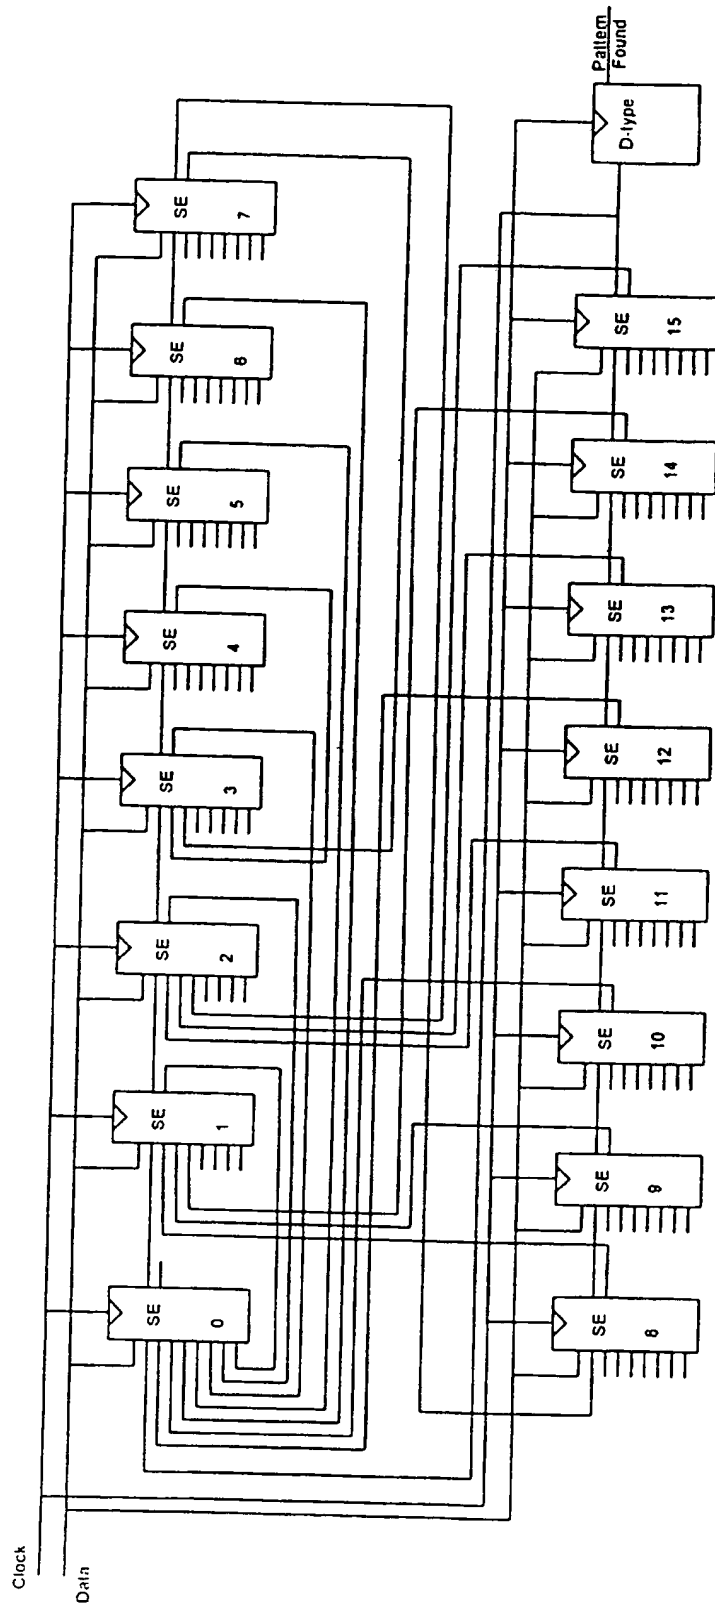 Clock
Data
SE
0
SE
1
SE
2
SE
3
SE
4
SE
5
SE
6
SE
7
SE
8
SE
9
SE
10
SE
11
SE
12
SE
13
SE
14
SE
15
D-type
Pattern
Found